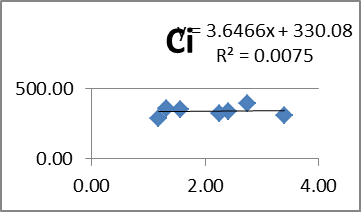 Ci
y = 3.6466x + 330.08
R² = 0.0075
500.00
0.00
0.00 2.00 4.00